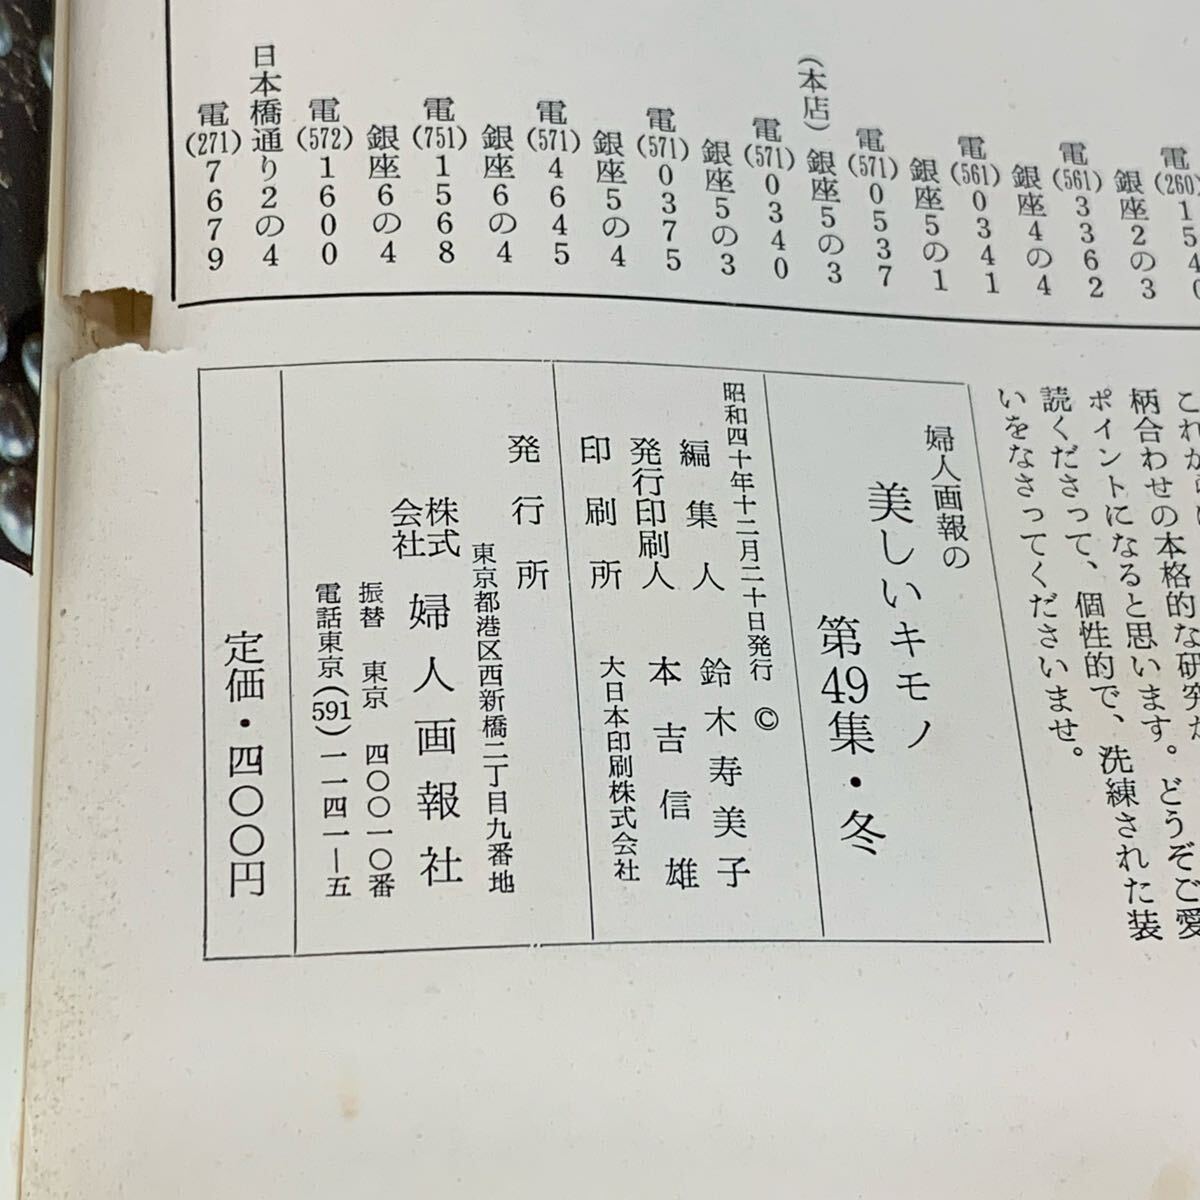 電(260)1540
銀座2の3
電(561)3362
銀座4の4
電(561)0341
銀座5の1
電(571)0537
(本店)銀座5の3
電(571)0340
銀座5の3
電(571)0375
銀座5の4
電(571)4645
銀座6の4
電(751)1568
銀座6の4
電(572)1600
日本橋通り2の4
電(271)7679
柄合わせの本格的な研究が
ポイントになると思います。どうぞご愛
読くださって、個性的で、洗練された装
いをなさってくださいませ。
婦人画報の
美しいキモノ
第49集・冬
昭和四十年十二月二十日発行 ©
編集人 鈴木寿美子
発行印刷人 本吉信雄
印刷所 大日本印刷株式会社
発行所
東京都港区西新橋二丁目九番地
株式会社 婦人画報社
振替 東京 四〇〇一〇番
電話東京(591)一一四一―五
定価・四〇〇円